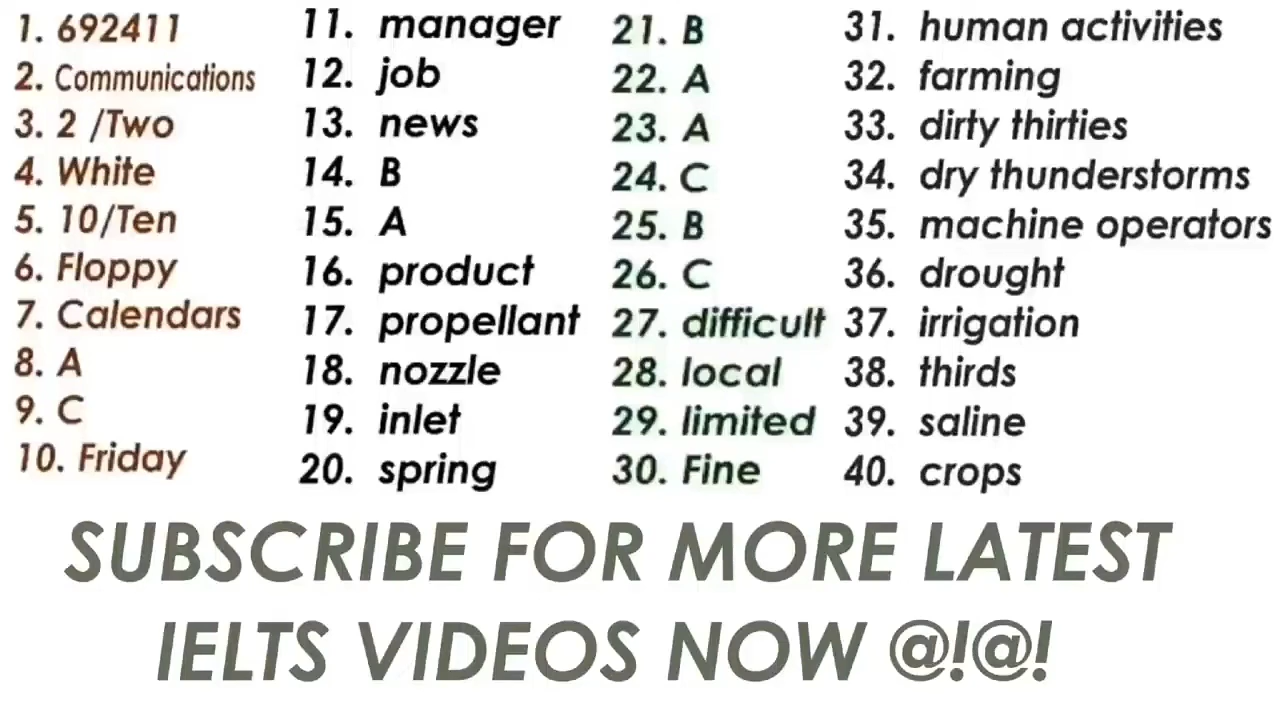 1. 692411
2. Communications
3. 2 /Two
4. White
5. 10/Ten
6. Floppy
7. Calendars
8. A
9. C
10. Friday
11. manager
12. job
13. news
14. B
15. A
16. product
17. propellant
18. nozzle
19. inlet
20. spring
21. B
22. A
23. A
24. C
25. B
26. C
27. difficult
28. local
29. limited
30. Fine
31. human activities
32. farming
33. dirty thirties
34. dry thunderstorms
35. machine operators
36. drought
37. irrigation
38. thirds
39. saline
40. crops
SUBSCRIBE FOR MORE LATEST
IELTS VIDEOS NOW @!@!